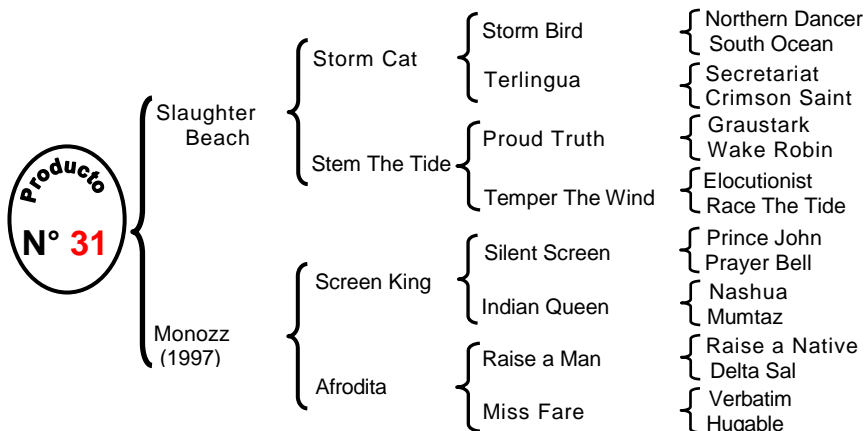 Producto
N° 31
Slaughter
Beach
Monozz
(1997)
Storm Cat
Stem The Tide
Screen King
Afrodita
Storm Bird
Terlingua
Proud Truth
Temper The Wind
Silent Screen
Indian Queen
Raise a Man
Miss Fare
Northern Dancer
South Ocean
Secretariat
Crimson Saint
Graustark
Wake Robin
Elocutionist
Race The Tide
Prince John
Prayer Bell
Nashua
Mumtaz
Raise a Native
Delta Sal
Verbatim
Hugable